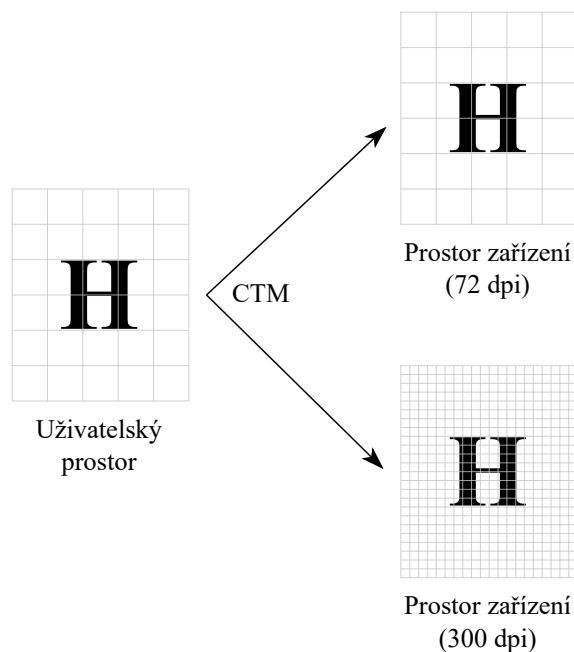 H
Prostor zařízení
(72 dpi)
H
CTM
Uživatelský
prostor
H
Prostor zařízení
(300 dpi)